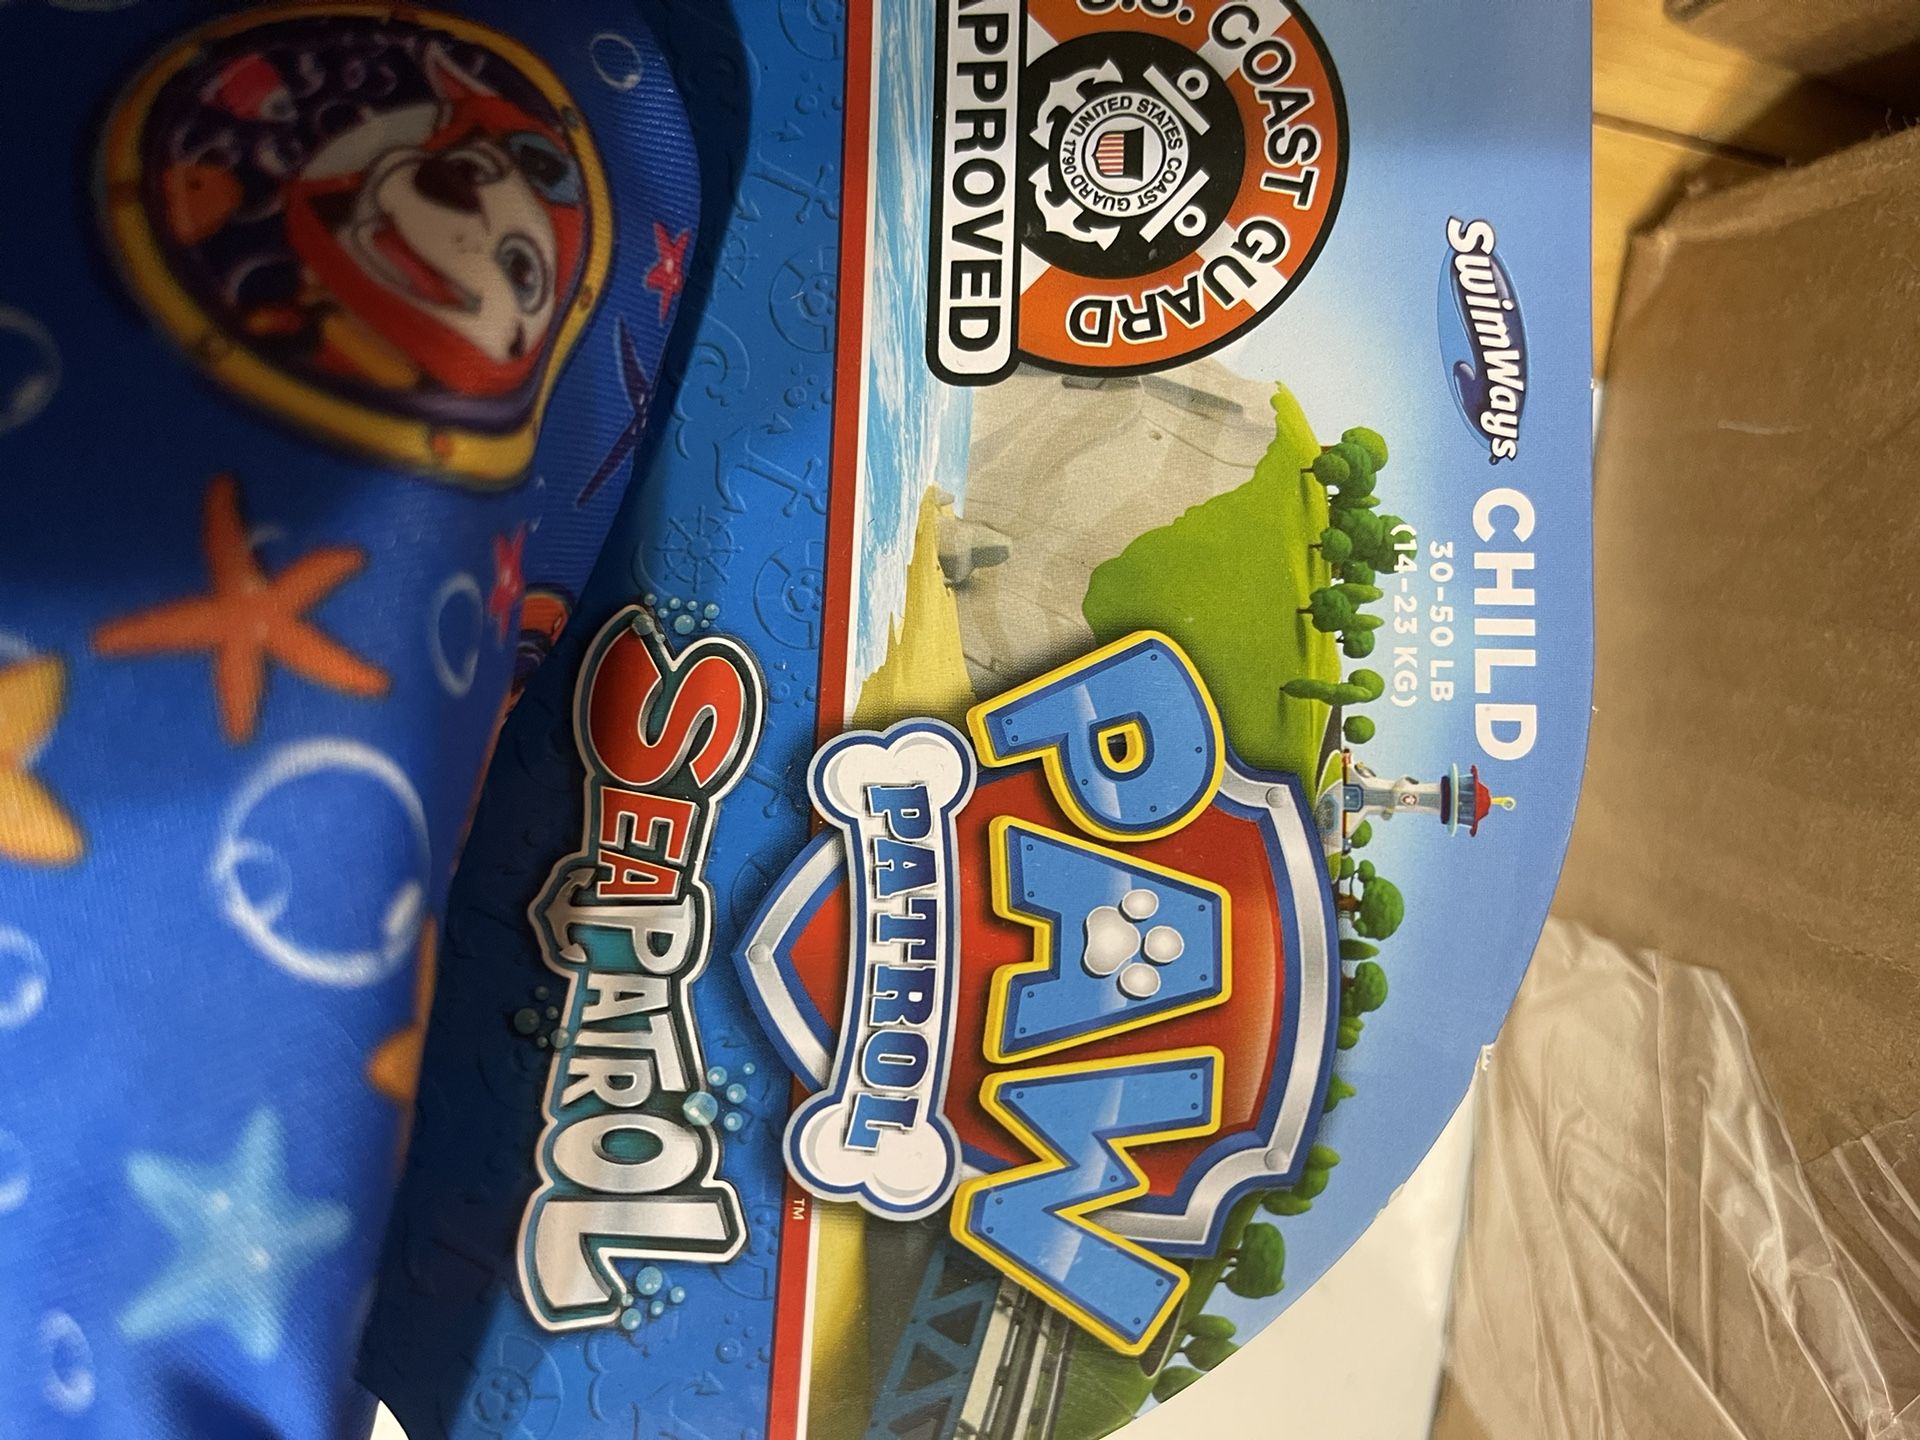 SwimWays CHILD
30-50 LB
(14-23 KG)
U.S. COAST GUARD
UNITED STATES COAST GUARD 1790
APPROVED
PAW
PATROL
TM
SEA PATROL